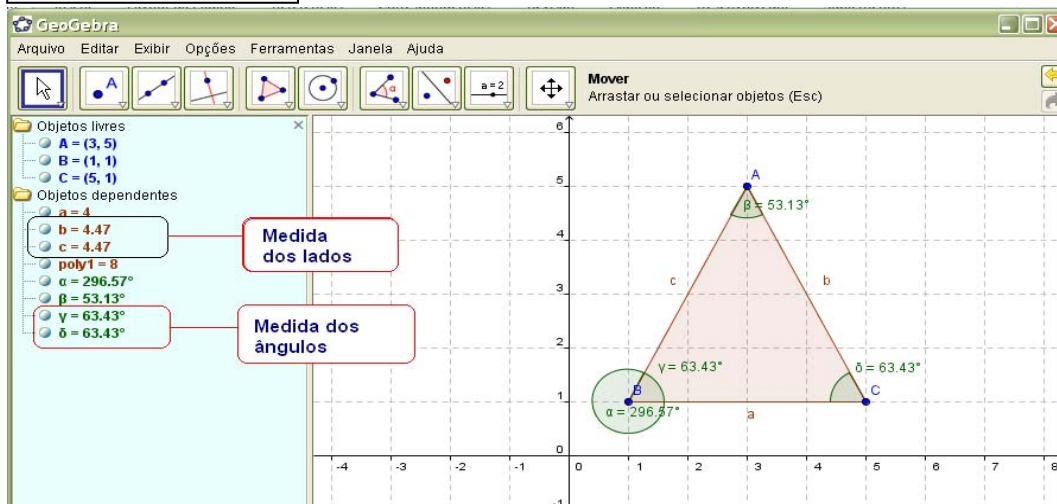 GeoGebra
Arquivo Editar Exibir Opções Ferramentas Janela Ajuda
A
α
a = 2
Mover
Arrastar ou selecionar objetos (Esc)
Objetos livres
A = (3, 5)
B = (1, 1)
C = (5, 1)
Objetos dependentes
a = 4
b = 4.47
c = 4.47
poly1 = 8
α = 296.57°
β = 53.13°
γ = 63.43°
δ = 63.43°
Medida
dos lados
Medida dos
ângulos
6
5
4
3
2
1
0
-1
-4 -3 -2 -1 0 1 2 3 4 5 6 7 8
A
β = 53.13°
c
b
γ = 63.43°
δ = 63.43°
B
C
α = 296.57°
a